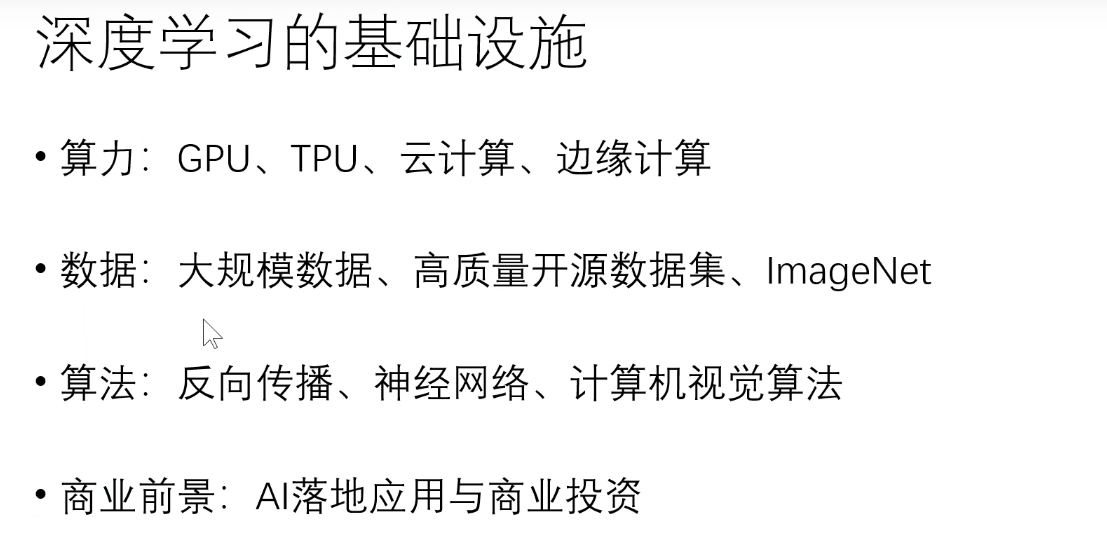 深度学习的基础设施
• 算力：GPU、TPU、云计算、边缘计算
• 数据：大规模数据、高质量开源数据集、ImageNet
• 算法：反向传播、神经网络、计算机视觉算法
• 商业前景：AI落地应用与商业投资